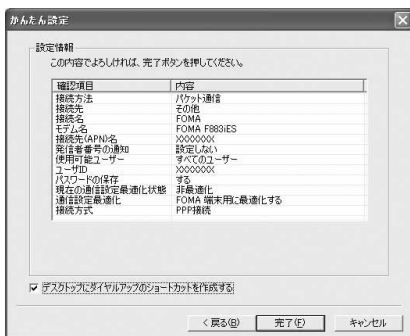 かんたん設定
設定情報
この内容でよろしければ、完了ボタンを押してください。
確認項目 内容
接続方法 パケット通信
接続先 その他
接続名 FOMA
モデム名 FOMA F883iES
接続先(APN)名 XXXXXXX
発信者番号の通知 設定しない
使用可能ユーザー すべてのユーザー
ユーザID XXXXXXX
パスワードの保存 する
現在の通信設定最適化状態 非最適化
通信設定最適化 FOMA 端末用に最適化する
接続方式 PPP接続
デスクトップにダイヤルアップのショートカットを作成する
< 戻る(B) 完了(F) キャンセル